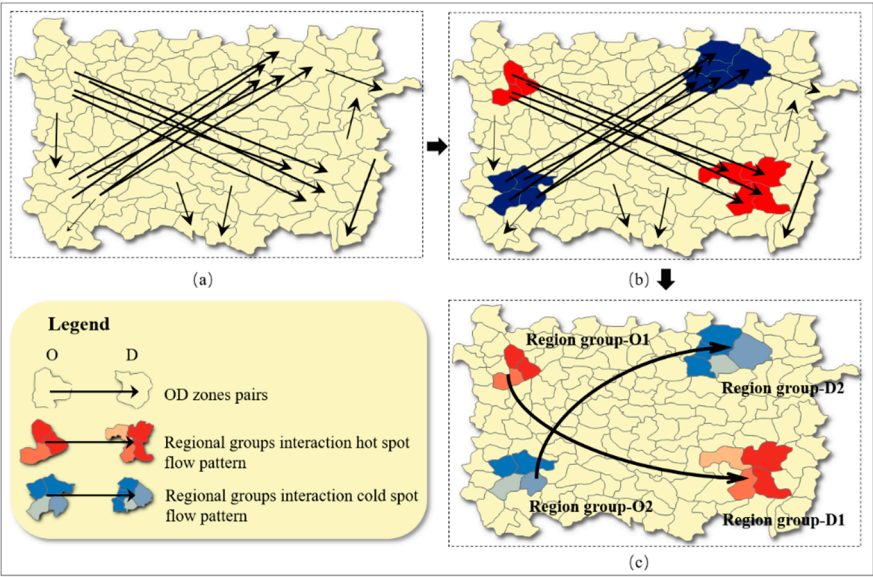 (a)
(b)
Legend
O D
OD zones pairs
Regional groups interaction hot spot
flow pattern
Regional groups interaction cold spot
flow pattern
Region group-O1
Region group-D2
Region group-O2
Region group-D1
(c)